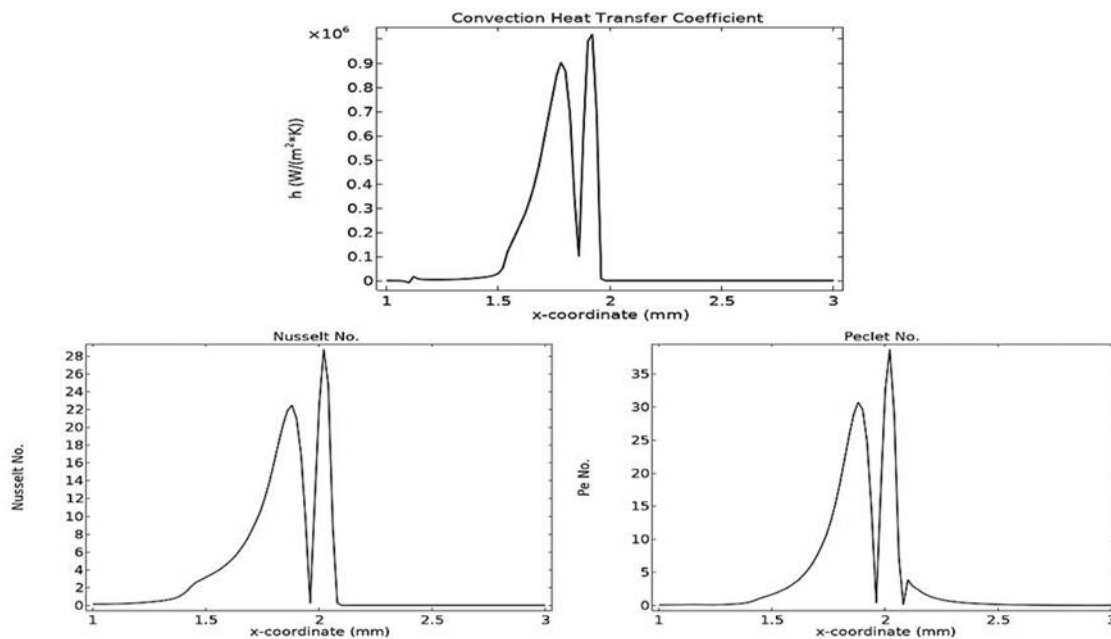 Convection Heat Transfer Coefficient
×10⁶
0.9
0.8
0.7
0.6
0.5
0.4
0.3
0.2
0.1
0
h (W/(m²*K))
1 1.5 2 2.5 3
x-coordinate (mm)
Nusselt No.
28
26
24
22
20
18
16
14
12
10
8
6
4
2
0
Nusselt No.
1 1.5 2 2.5 3
x-coordinate (mm)
Peclet No.
35
30
25
20
15
10
5
0
Pe No.
1 1.5 2 2.5 3
x-coordinate (mm)